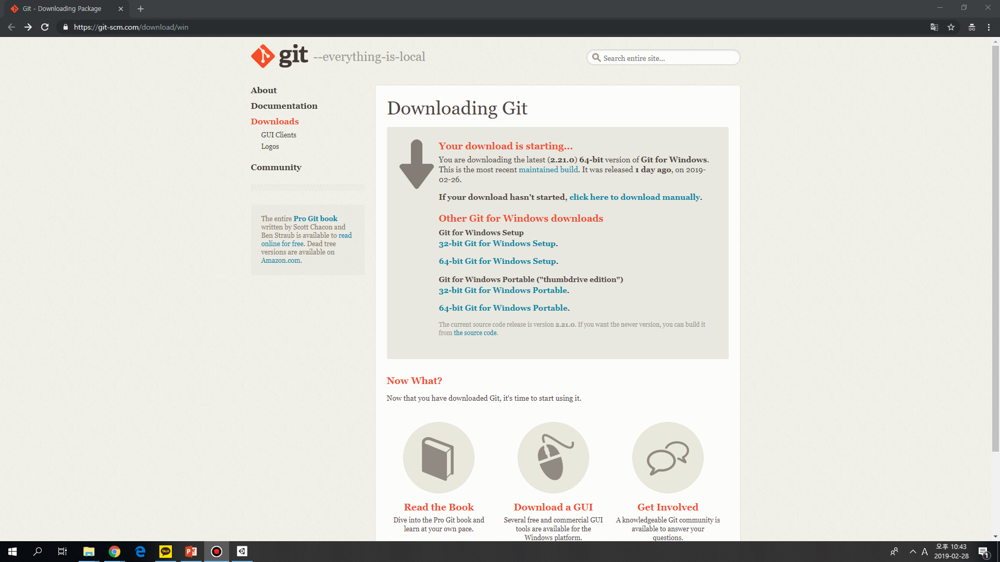 Git - Downloading Package
https://git-scm.com/download/win
git --everything-is-local
Search entire site...
About
Documentation
Downloads
GUI Clients
Logos
Community
The entire Pro Git book
written by Scott Chacon and
Ben Straub is available to read
online for free. Dead tree
versions are available on
Amazon.com.
Downloading Git
Your download is starting...
You are downloading the latest (2.21.0) 64-bit version of Git for Windows.
This is the most recent maintained build. It was released 1 day ago, on 2019-
02-26.
If your download hasn't started, click here to download manually.
Other Git for Windows downloads
Git for Windows Setup
32-bit Git for Windows Setup.
64-bit Git for Windows Setup.
Git for Windows Portable ("thumbdrive edition")
32-bit Git for Windows Portable.
64-bit Git for Windows Portable.
The current source code release is version 2.21.0. If you want the newer version, you can build it
from the source code.
Now What?
Now that you have downloaded Git, it's time to start using it.
Read the Book
Dive into the Pro Git book and
learn at your own pace.
Download a GUI
Several free and commercial GUI
tools are available for the
Windows platform.
Get Involved
A knowledgeable Git community is
available to answer your
questions.
TALK
A
오후 10:43
2019-02-28
1